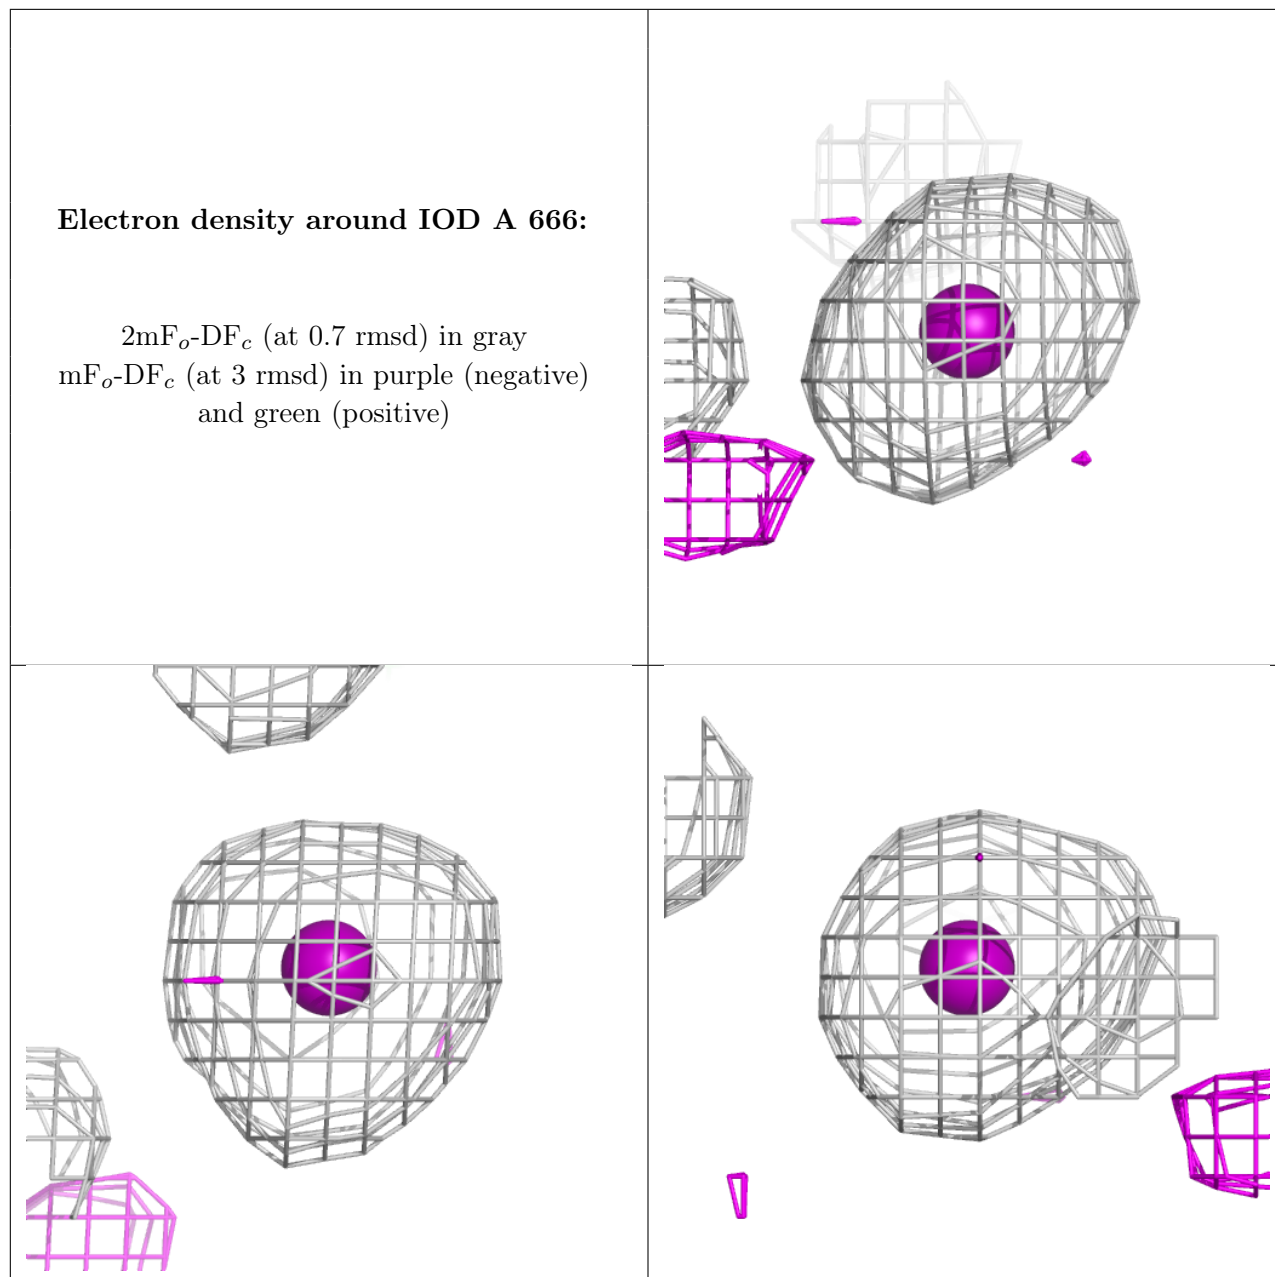 Electron density around IOD A 666:
2mFo-DFc (at 0.7 rmsd) in gray
mFo-DFc (at 3 rmsd) in purple (negative)
and green (positive)